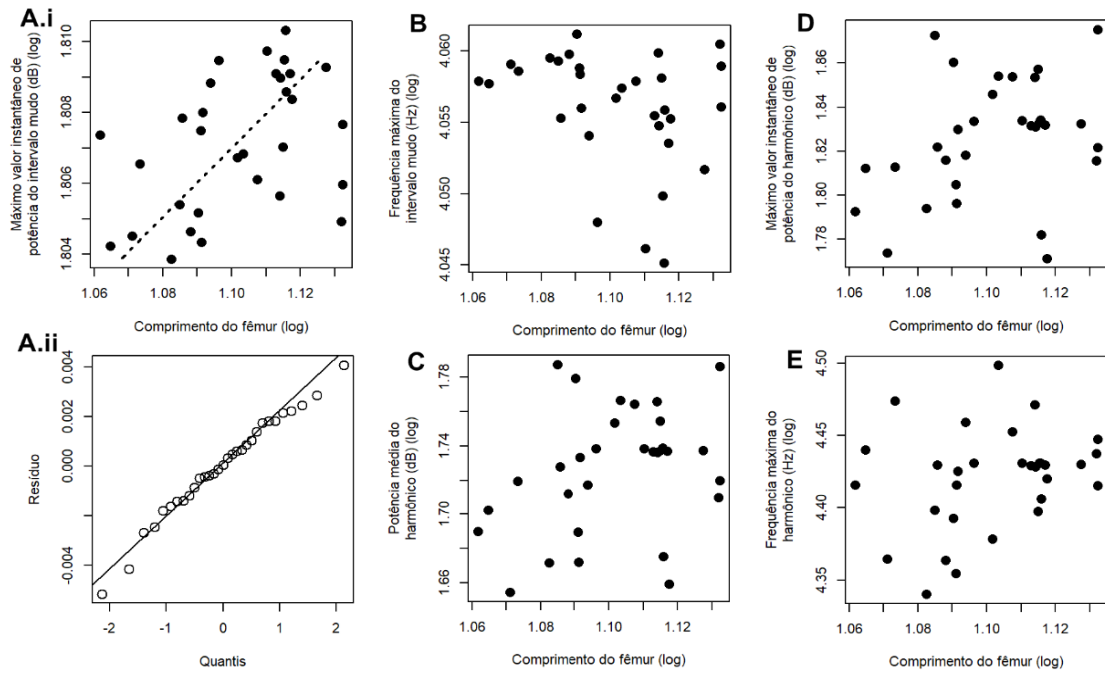 A.i
Máximo valor instantâneo de
potência do intervalo mudo (dB) (log)
1.804 1.806 1.808 1.810
1.06 1.08 1.10 1.12
Comprimento do fêmur (log)
B
Frequência máxima do
intervalo mudo (Hz) (log)
4.045 4.050 4.055 4.060
1.06 1.08 1.10 1.12
Comprimento do fêmur (log)
D
Máximo valor instantâneo de
potência do harmônico (dB) (log)
1.78 1.80 1.82 1.84 1.86
1.06 1.08 1.10 1.12
Comprimento do fêmur (log)
A.ii
Resíduo
-0.004 0.000 0.002 0.004
-2 -1 0 1 2
Quantis
C
Potência média do
harmônico (dB) (log)
1.66 1.70 1.74 1.78
1.06 1.08 1.10 1.12
Comprimento do fêmur (log)
E
Frequência máxima do
harmônico (Hz) (log)
4.35 4.40 4.45 4.50
1.06 1.08 1.10 1.12
Comprimento do fêmur (log)